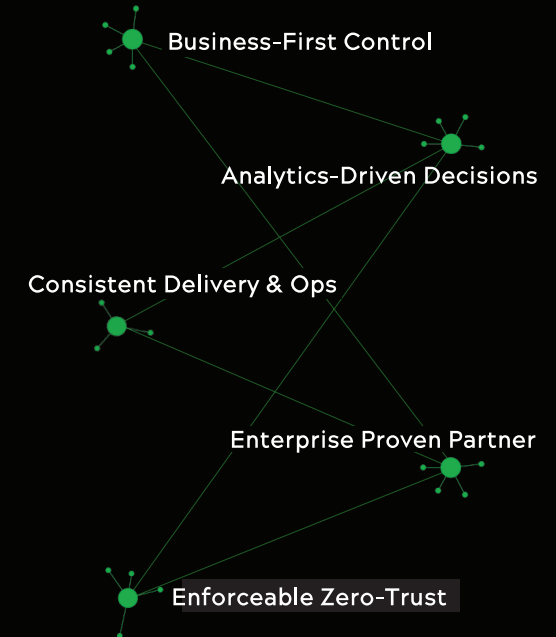 Business-First Control
Analytics-Driven Decisions
Consistent Delivery & Ops
Enterprise Proven Partner
Enforceable Zero-Trust